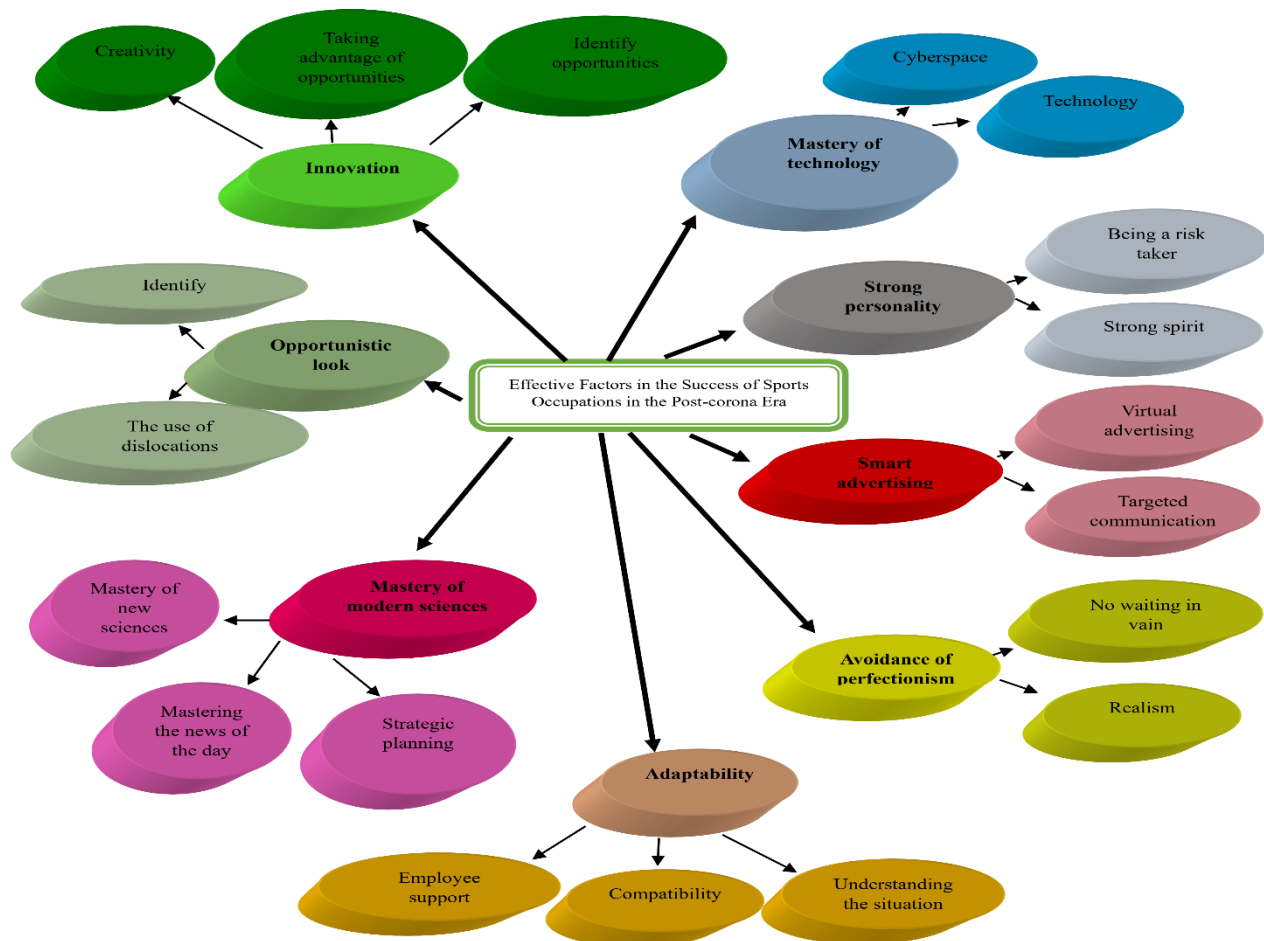 Creativity
Taking
advantage of
opportunities
Identify
opportunities
Innovation
Cyberspace
Technology
Mastery of
technology
Being a risk
taker
Strong
personality
Strong spirit
Identify
Opportunistic
look
The use of
dislocations
Effective Factors in the Success of Sports
Occupations in the Post-corona Era
Virtual
advertising
Smart
advertising
Targeted
communication
Mastery of
new
sciences
Mastery of
modern sciences
Mastering
the news of
the day
Strategic
planning
No waiting in
vain
Avoidance of
perfectionism
Realism
Adaptability
Employee
support
Compatibility
Understanding
the situation